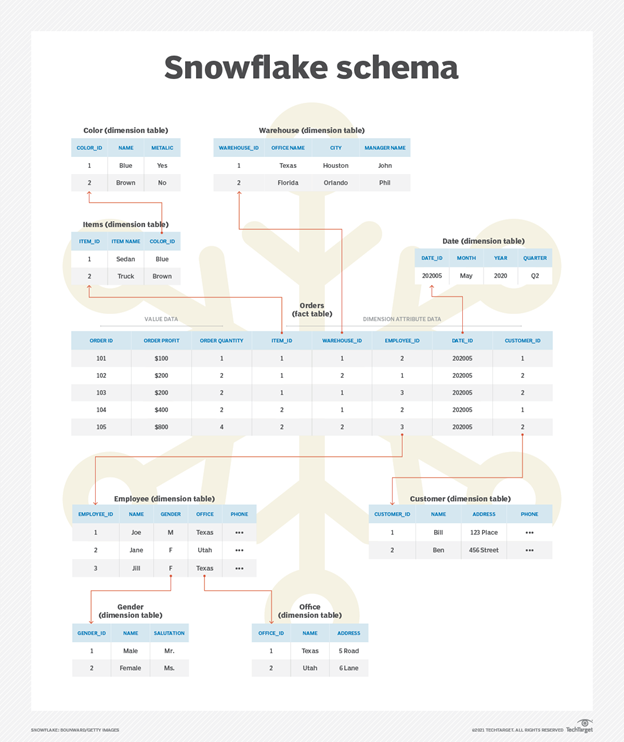 Snowflake schema
Color (dimension table)
COLOR_ID NAME METALIC
1 Blue Yes
2 Brown No
Warehouse (dimension table)
WAREHOUSE_ID OFFICE NAME CITY MANAGER NAME
1 Texas Houston John
2 Florida Orlando Phil
Items (dimension table)
ITEM_ID ITEM NAME COLOR_ID
1 Sedan Blue
2 Truck Brown
Date (dimension table)
DATE_ID MONTH YEAR QUARTER
202005 May 2020 Q2
Orders
(fact table)
VALUE DATA DIMENSION ATTRIBUTE DATA
ORDER ID ORDER PROFIT ORDER QUANTITY ITEM_ID WAREHOUSE_ID EMPLOYEE_ID DATE_ID CUSTOMER_ID
101 $100 1 1 1 2 202005 1
102 $200 2 1 2 1 202005 2
103 $200 2 1 1 3 202005 2
104 $400 2 2 1 2 202005 1
105 $800 4 2 2 3 202005 2
Employee (dimension table)
EMPLOYEE_ID NAME GENDER OFFICE PHONE
1 Joe M Texas •••
2 Jane F Utah •••
3 Jill F Texas •••
Customer (dimension table)
CUSTOMER_ID NAME ADDRESS PHONE
1 Bill 123 Place •••
2 Ben 456 Street •••
Gender
(dimension table)
GENDER_ID NAME SALUTATION
1 Male Mr.
2 Female Ms.
Office
(dimension table)
OFFICE_ID NAME ADDRESS
1 Texas 5 Road
2 Utah 6 Lane
SNOWFLAKE: ROUNWARD/GETTY IMAGES
©2021 TECHTARGET. ALL RIGHTS RESERVED TechTarget